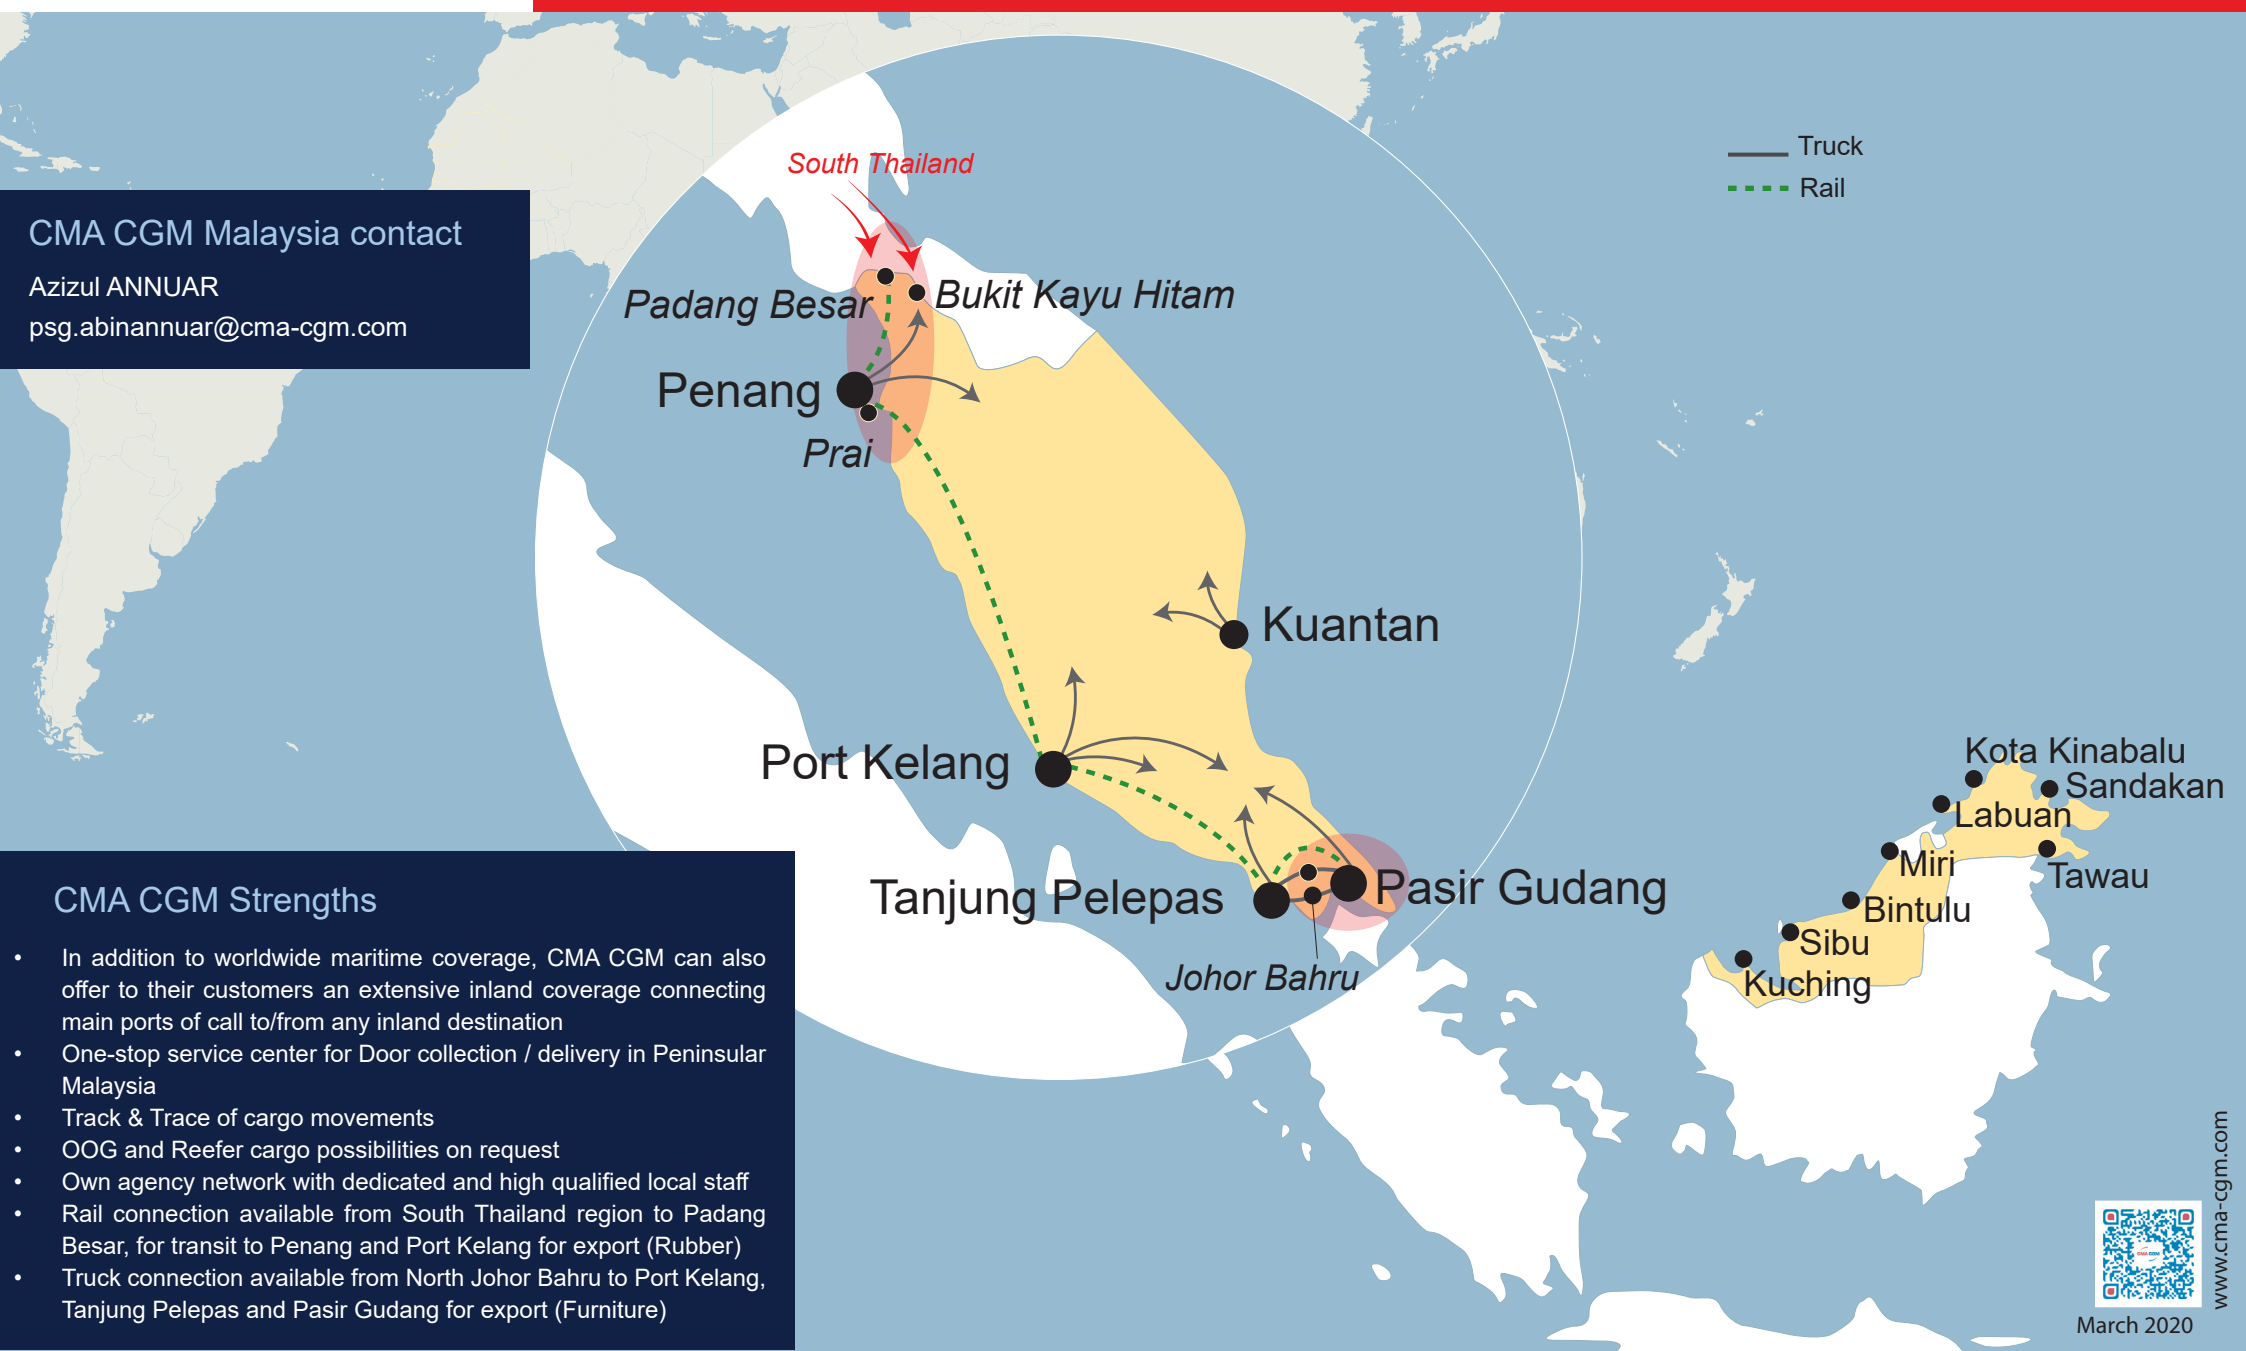 Truck
Rail
CMA CGM Malaysia contact
Azizul ANNUAR
psg.abinannuar@cma-cgm.com
South Thailand
Padang Besar
Bukit Kayu Hitam
Penang
Prai
Kuantan
Port Kelang
Tanjung Pelepas
Pasir Gudang
Johor Bahru
Kota Kinabalu
Sandakan
Labuan
Miri
Tawau
Bintulu
Sibu
Kuching
CMA CGM Strengths
• In addition to worldwide maritime coverage, CMA CGM can also
offer to their customers an extensive inland coverage connecting
main ports of call to/from any inland destination
• One-stop service center for Door collection / delivery in Peninsular
Malaysia
• Track & Trace of cargo movements
• OOG and Reefer cargo possibilities on request
• Own agency network with dedicated and high qualified local staff
• Rail connection available from South Thailand region to Padang
Besar, for transit to Penang and Port Kelang for export (Rubber)
• Truck connection available from North Johor Bahru to Port Kelang,
Tanjung Pelepas and Pasir Gudang for export (Furniture)
www.cma-cgm.com
CMA CGM
March 2020